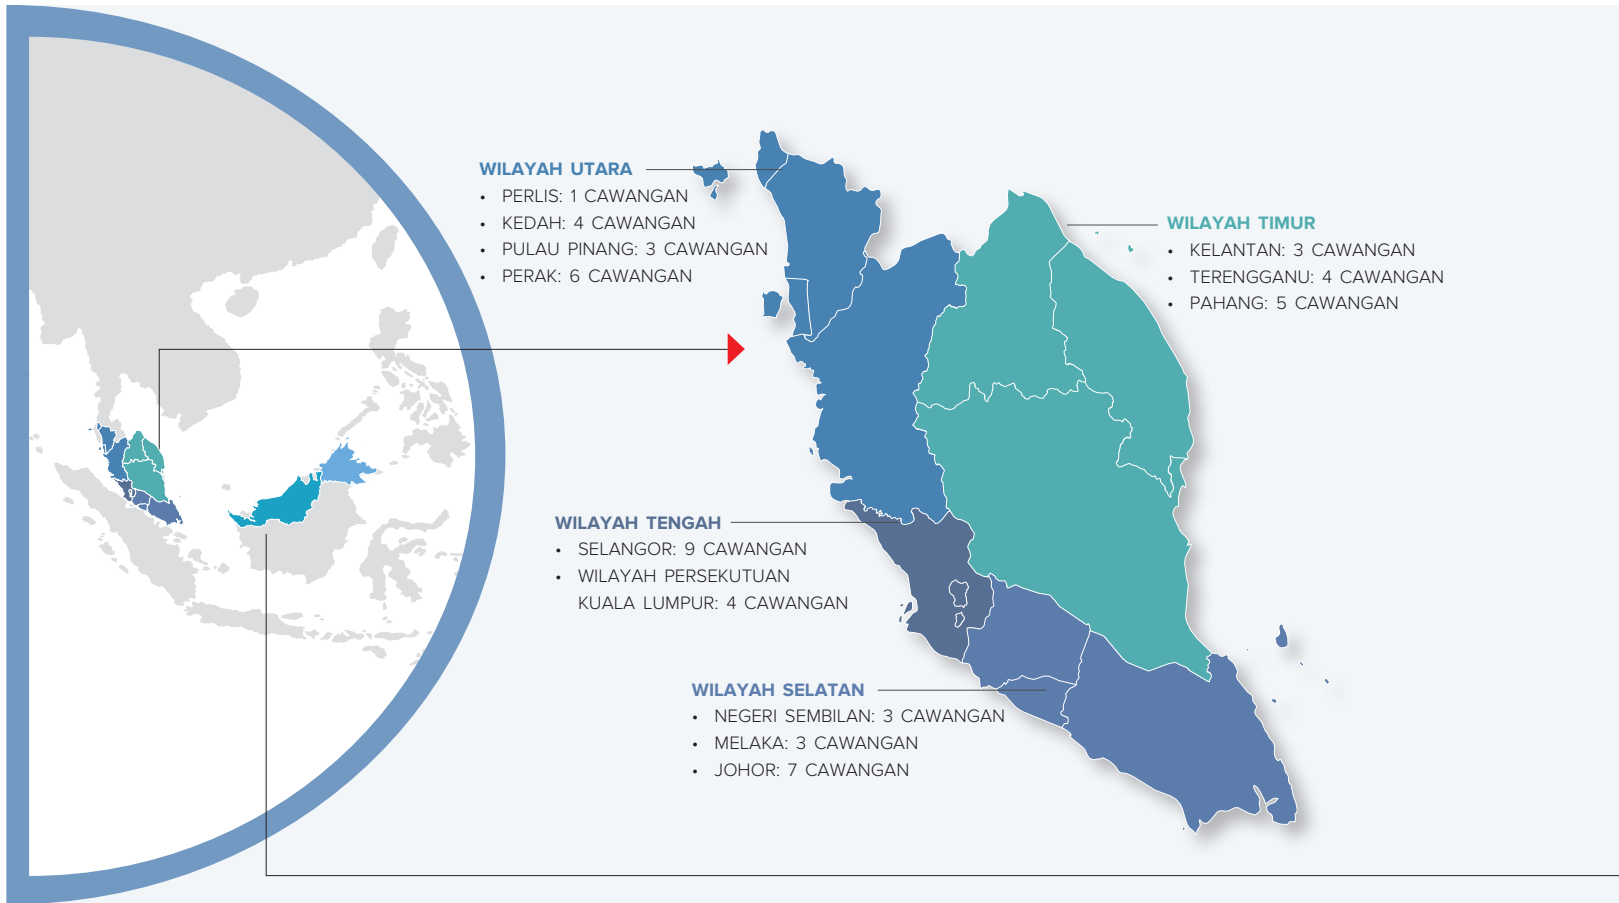 WILAYAH UTARA
• PERLIS: 1 CAWANGAN
• KEDAH: 4 CAWANGAN
• PULAU PINANG: 3 CAWANGAN
• PERAK: 6 CAWANGAN
WILAYAH TIMUR
• KELANTAN: 3 CAWANGAN
• TERENGGANU: 4 CAWANGAN
• PAHANG: 5 CAWANGAN
WILAYAH TENGAH
• SELANGOR: 9 CAWANGAN
• WILAYAH PERSEKUTUAN
KUALA LUMPUR: 4 CAWANGAN
WILAYAH SELATAN
• NEGERI SEMBILAN: 3 CAWANGAN
• MELAKA: 3 CAWANGAN
• JOHOR: 7 CAWANGAN